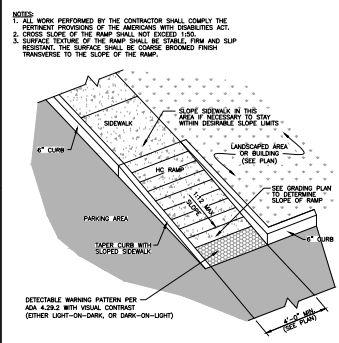 NOTES:
1. ALL WORK PERFORMED BY THE CONTRACTOR SHALL COMPLY THE
PERTINENT PROVISIONS OF THE AMERICANS WITH DISABILITIES ACT.
2. CROSS SLOPE OF THE RAMP SHALL NOT EXCEED 1:50.
3. SURFACE TEXTURE OF THE RAMP SHALL BE STABLE, FIRM AND SLIP
RESISTANT. THE SURFACE SHALL BE COARSE BROOMED FINISH
TRANSVERSE TO THE SLOPE OF THE RAMP.
SLOPE SIDEWALK IN THIS
AREA IF NECESSARY TO STAY
WITHIN DESIRABLE SLOPE LIMITS
SIDEWALK
6" CURB
LANDSCAPED AREA
OR BUILDING
(SEE PLAN)
HC RAMP
1:12 MAX
SLOPE
SEE GRADING PLAN
TO DETERMINE
SLOPE OF RAMP
PARKING AREA
6" CURB
TAPER CURB WITH
SLOPED SIDEWALK
DETECTABLE WARNING PATTERN PER
ADA 4.29.2 WITH VISUAL CONTRAST
(EITHER LIGHT-ON-DARK, OR DARK-ON-LIGHT)
4'-0" MIN.
(SEE PLAN)